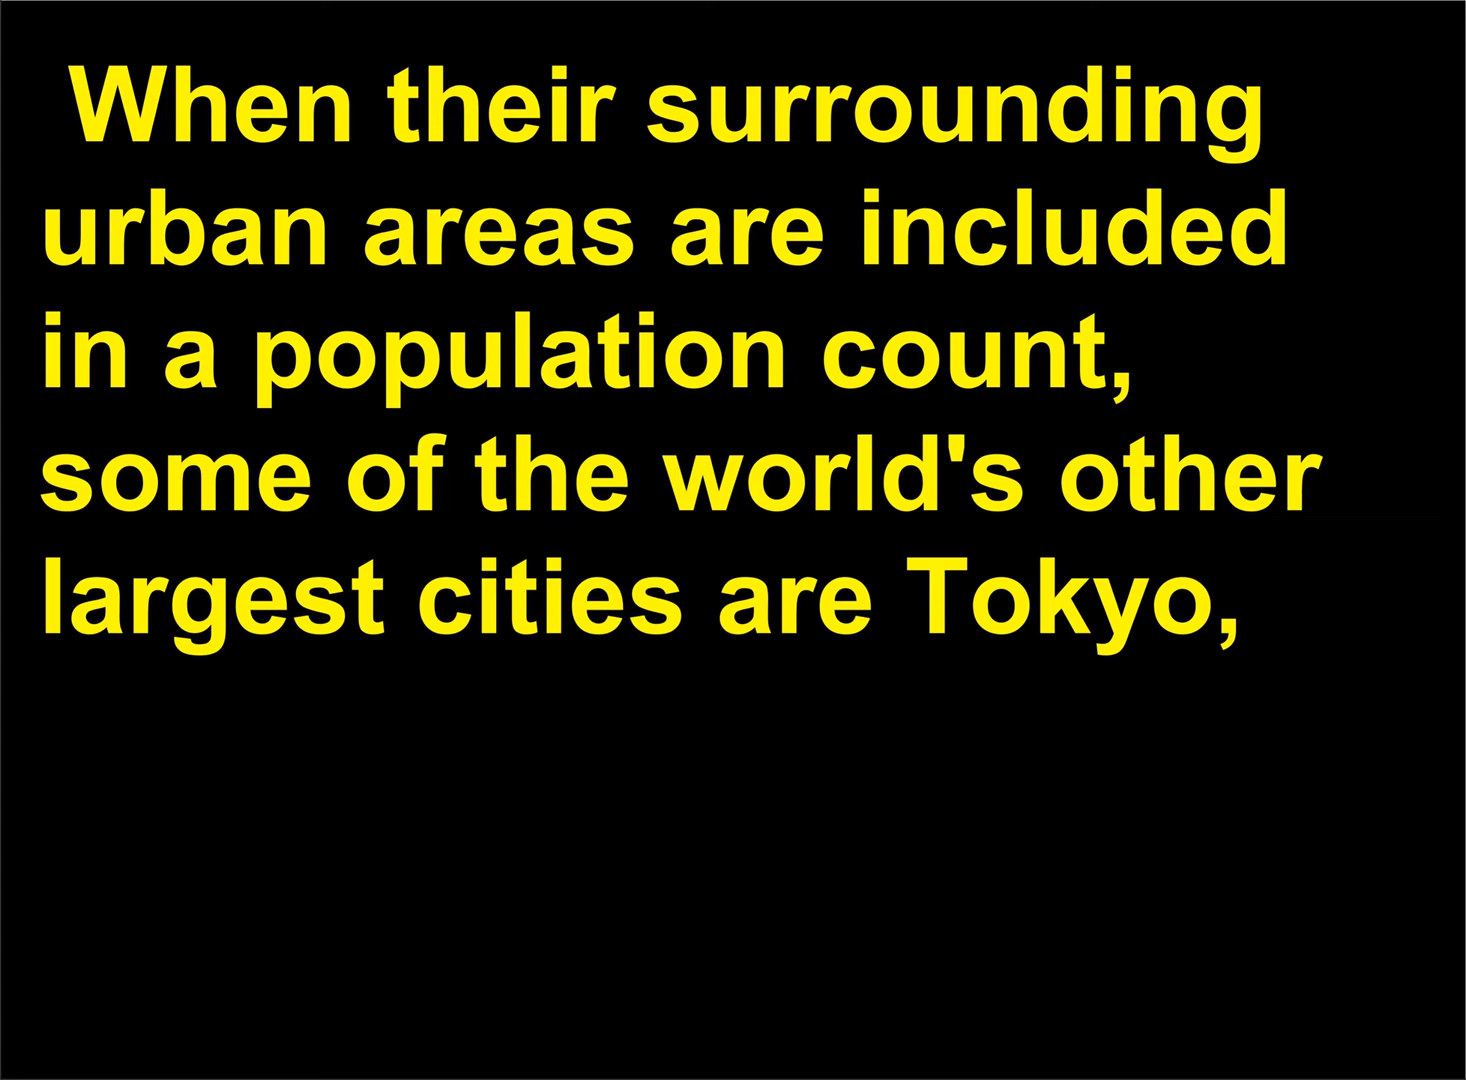 When their surrounding
urban areas are included
in a population count,
some of the world's other
largest cities are Tokyo,